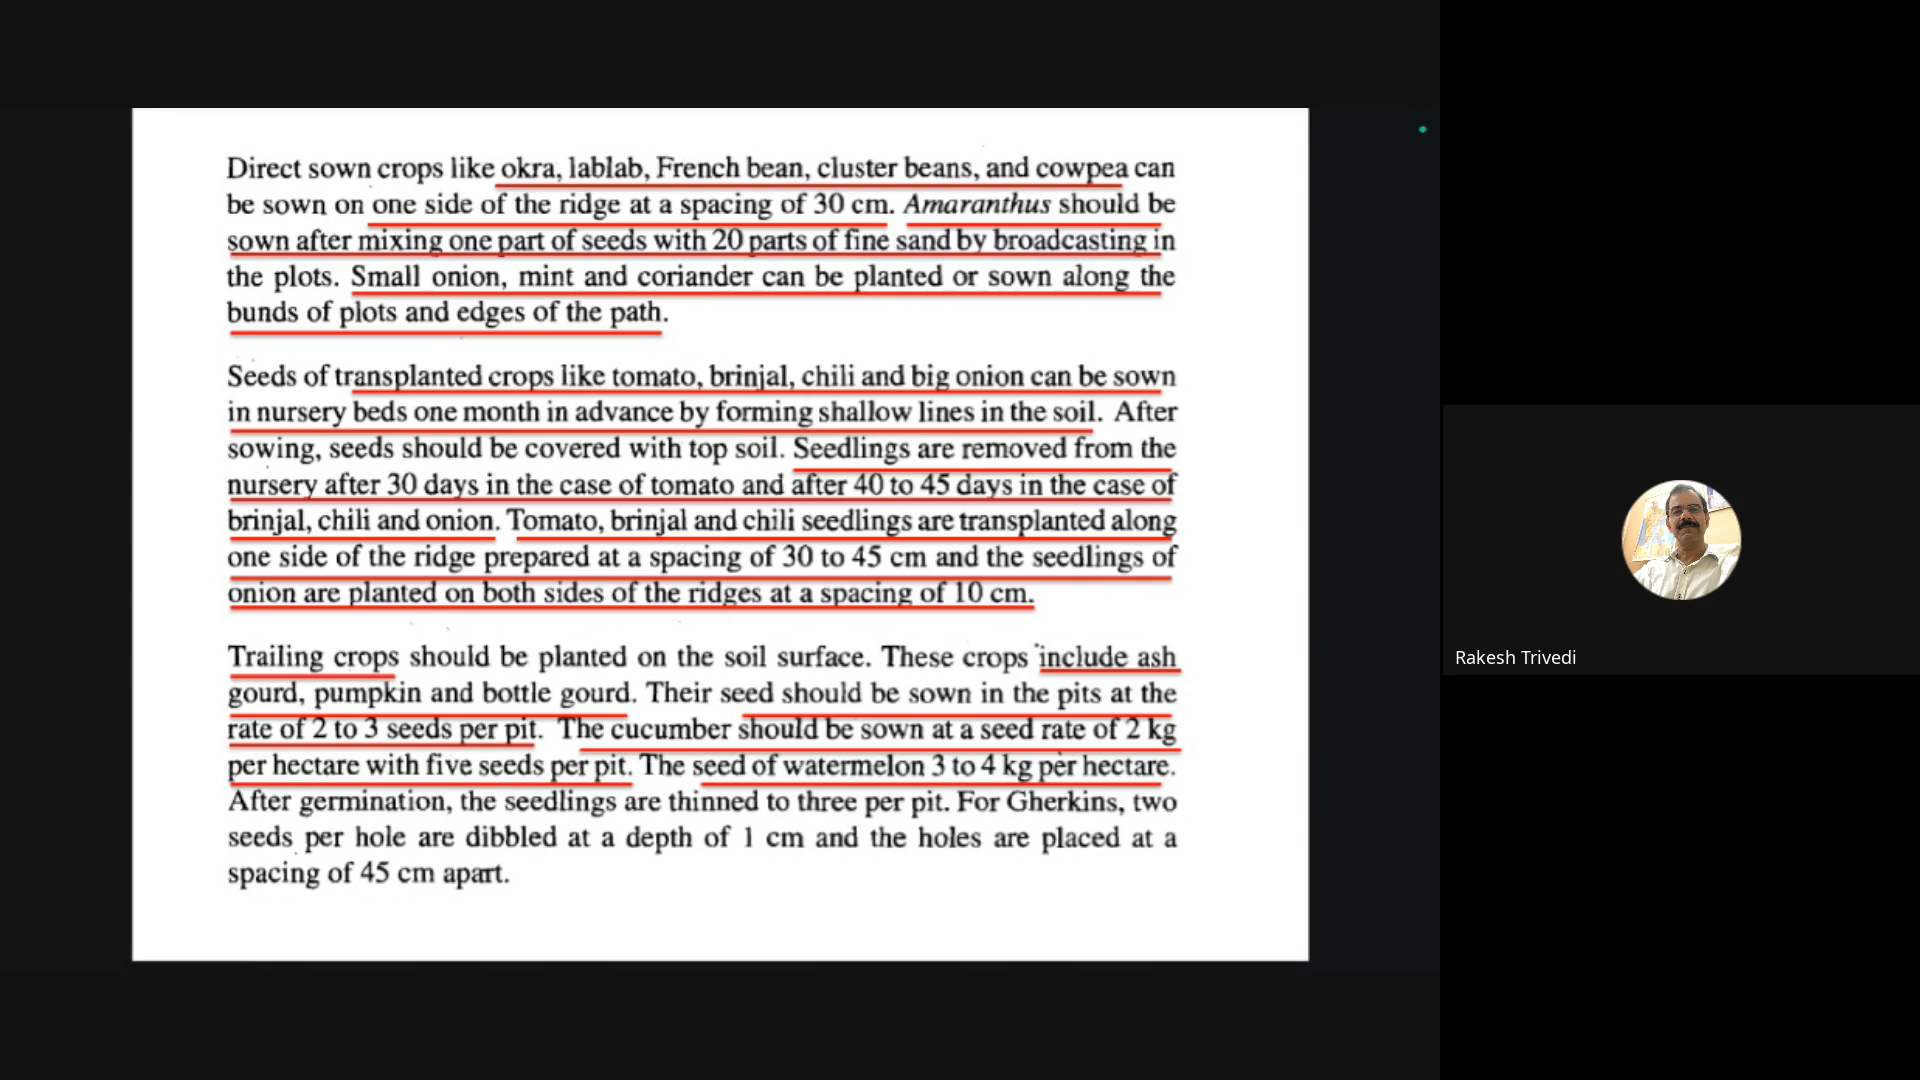 Direct sown crops like okra, lablab, French bean, cluster beans, and cowpea can
be sown on one side of the ridge at a spacing of 30 cm. Amaranthus should be
sown after mixing one part of seeds with 20 parts of fine sand by broadcasting in
the plots. Small onion, mint and coriander can be planted or sown along the
bunds of plots and edges of the path.
Seeds of transplanted crops like tomato, brinjal, chili and big onion can be sown
in nursery beds one month in advance by forming shallow lines in the soil. After
sowing, seeds should be covered with top soil. Seedlings are removed from the
nursery after 30 days in the case of tomato and after 40 to 45 days in the case of
brinjal, chili and onion. Tomato, brinjal and chili seedlings are transplanted along
one side of the ridge prepared at a spacing of 30 to 45 cm and the seedlings of
onion are planted on both sides of the ridges at a spacing of 10 cm.
Trailing crops should be planted on the soil surface. These crops include ash
gourd, pumpkin and bottle gourd. Their seed should be sown in the pits at the
rate of 2 to 3 seeds per pit. The cucumber should be sown at a seed rate of 2 kg
per hectare with five seeds per pit. The seed of watermelon 3 to 4 kg per hectare.
After germination, the seedlings are thinned to three per pit. For Gherkins, two
seeds per hole are dibbled at a depth of 1 cm and the holes are placed at a
spacing of 45 cm apart.
Rakesh Trivedi